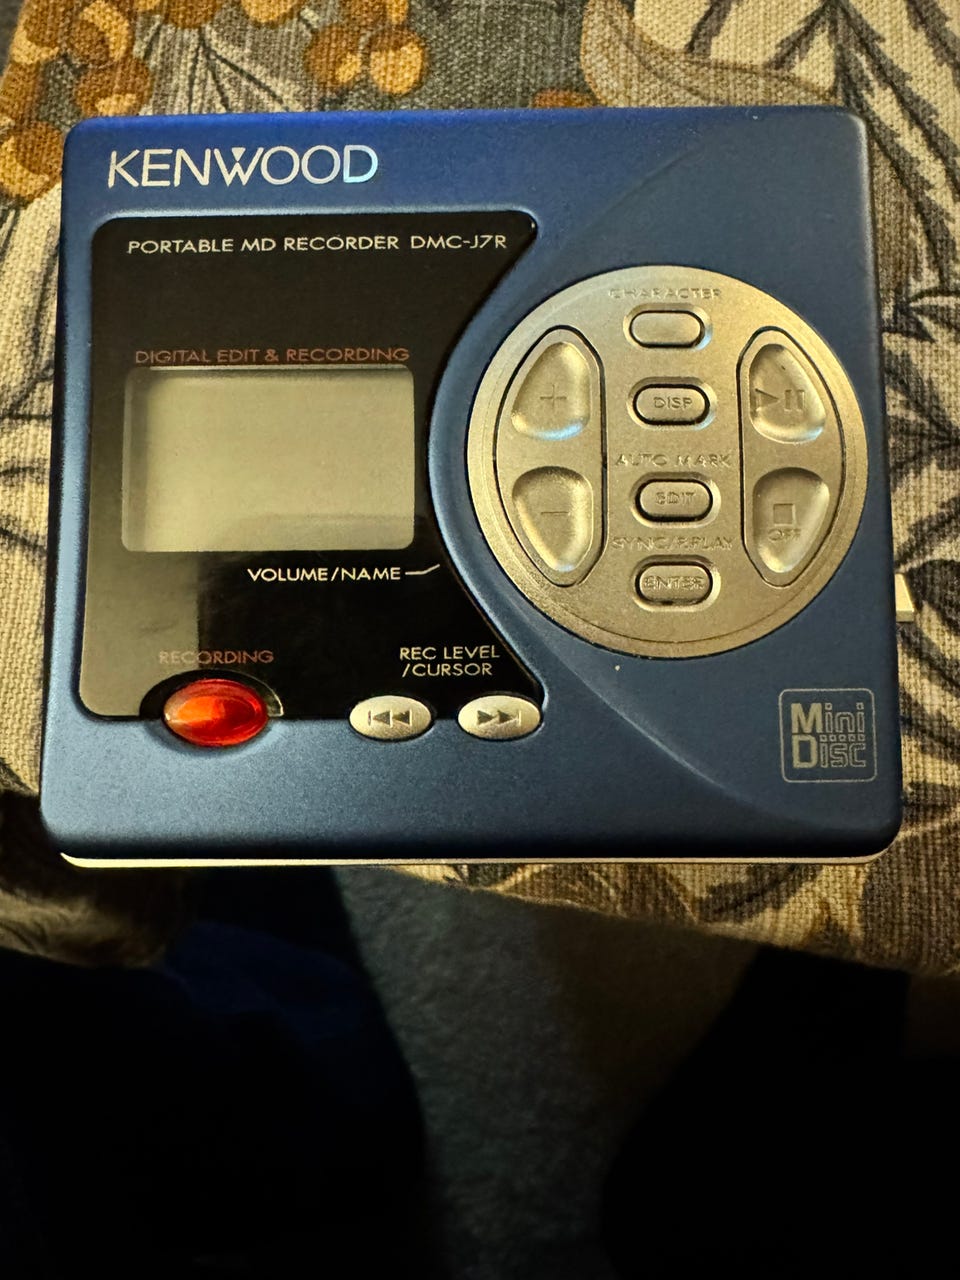 KENWOOD
PORTABLE MD RECORDER DMC-J7R
DIGITAL EDIT & RECORDING
CHARACTER
DISP
AUTO MARK
EDIT
SYNC/R.PLAY
ENTER
OFF
VOLUME/NAME
RECORDING
REC LEVEL
/CURSOR
Mini
Disc